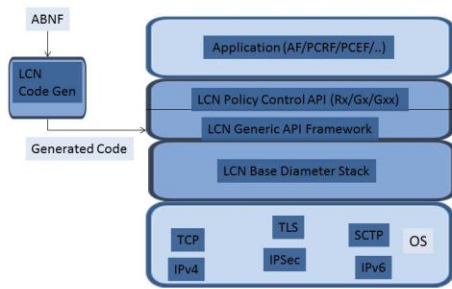 ABNF
LCN
Code Gen
Generated Code
Application (AF/PCRF/PCEF/..)
LCN Policy Control API (Rx/Gx/Gxx)
LCN Generic API Framework
LCN Base Diameter Stack
TCP
TLS
SCTP
OS
IPv4
IPSec
IPv6